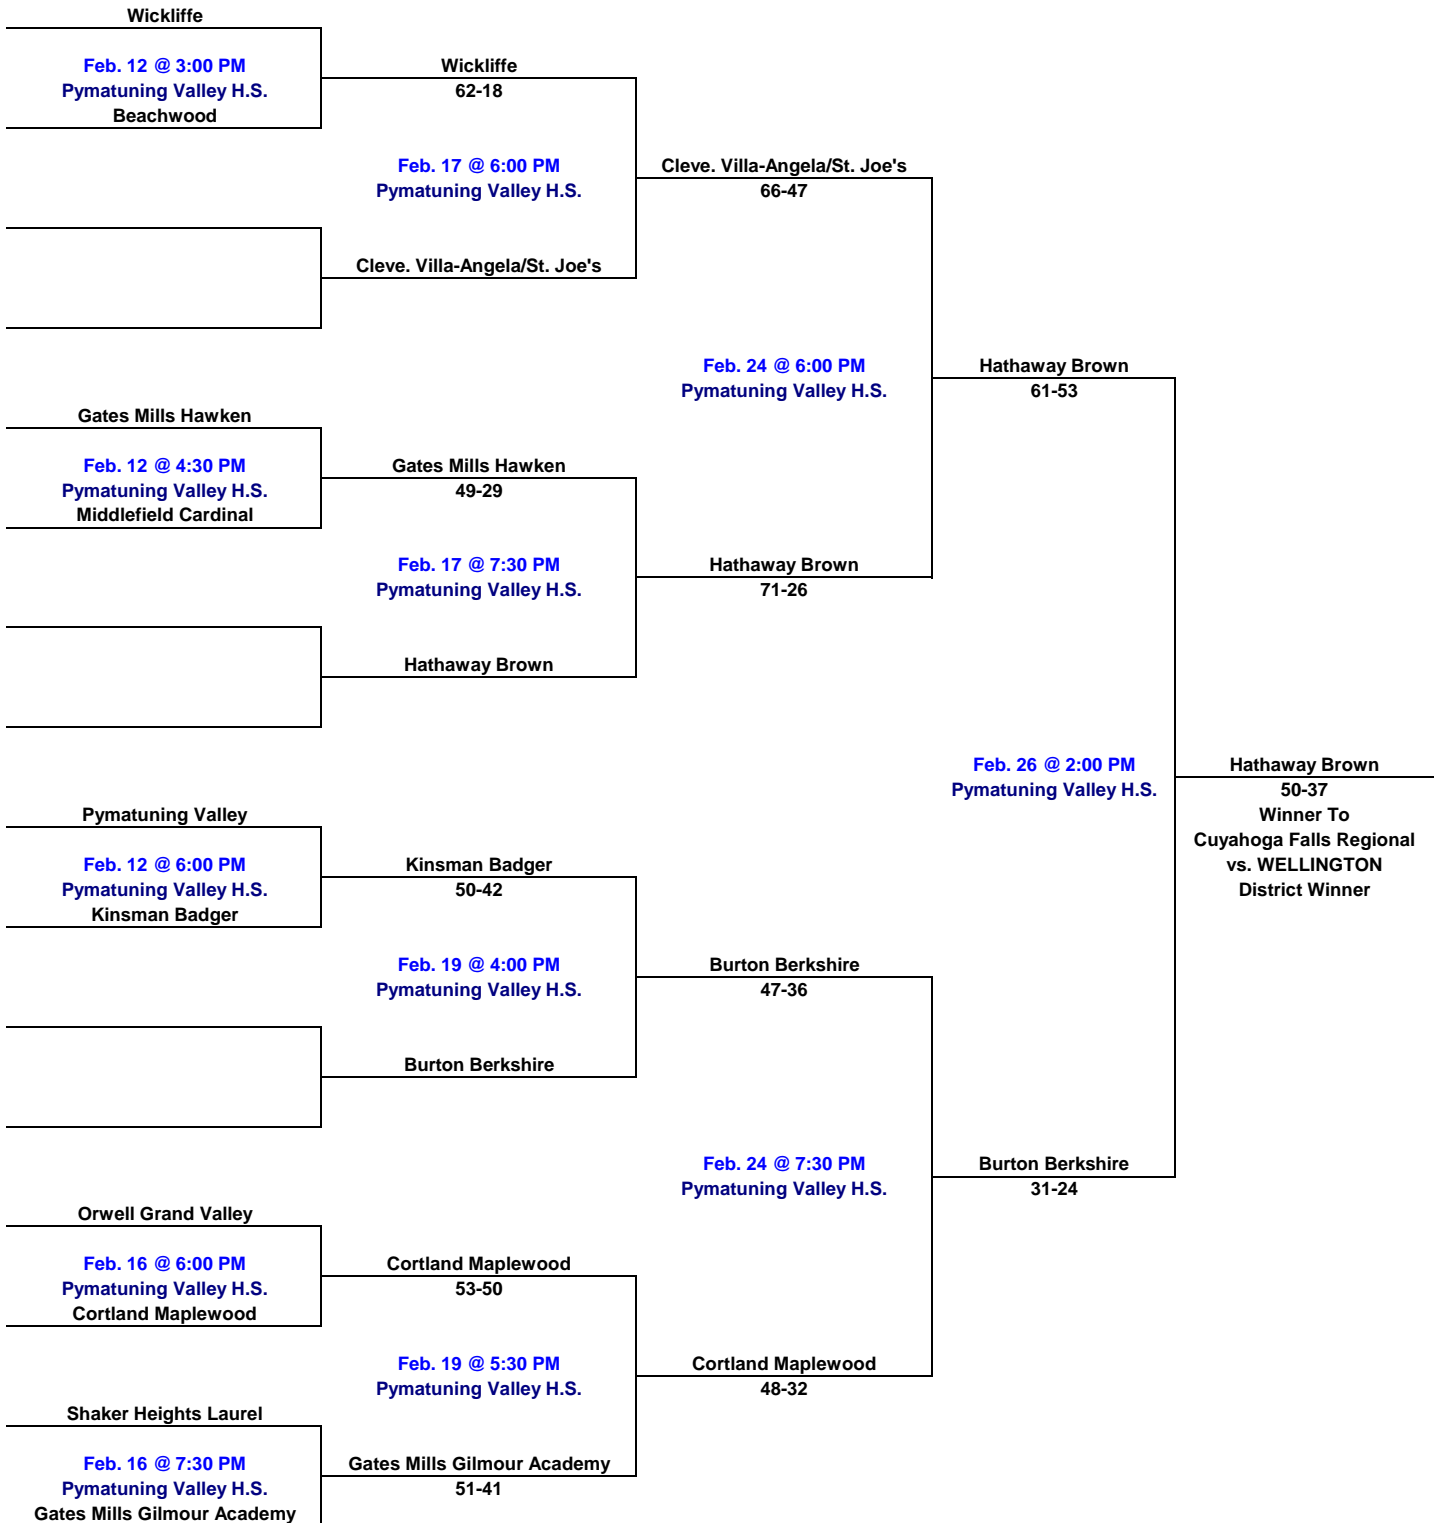 Wickliffe
Feb. 12 @ 3:00 PM
Pymatuning Valley H.S.
Beachwood
Wickliffe
62-18
Feb. 17 @ 6:00 PM
Pymatuning Valley H.S.
Cleve. Villa-Angela/St. Joe's
Cleve. Villa-Angela/St. Joe's
66-47
Feb. 24 @ 6:00 PM
Pymatuning Valley H.S.
Hathaway Brown
61-53
Gates Mills Hawken
Feb. 12 @ 4:30 PM
Pymatuning Valley H.S.
Middlefield Cardinal
Gates Mills Hawken
49-29
Feb. 17 @ 7:30 PM
Pymatuning Valley H.S.
Hathaway Brown
Hathaway Brown
71-26
Feb. 26 @ 2:00 PM
Pymatuning Valley H.S.
Hathaway Brown
50-37
Winner To
Cuyahoga Falls Regional
vs. WELLINGTON
District Winner
Pymatuning Valley
Feb. 12 @ 6:00 PM
Pymatuning Valley H.S.
Kinsman Badger
Kinsman Badger
50-42
Feb. 19 @ 4:00 PM
Pymatuning Valley H.S.
Burton Berkshire
Burton Berkshire
47-36
Feb. 24 @ 7:30 PM
Pymatuning Valley H.S.
Burton Berkshire
31-24
Orwell Grand Valley
Feb. 16 @ 6:00 PM
Pymatuning Valley H.S.
Cortland Maplewood
Cortland Maplewood
53-50
Feb. 19 @ 5:30 PM
Pymatuning Valley H.S.
Cortland Maplewood
48-32
Shaker Heights Laurel
Feb. 16 @ 7:30 PM
Pymatuning Valley H.S.
Gates Mills Gilmour Academy
Gates Mills Gilmour Academy
51-41